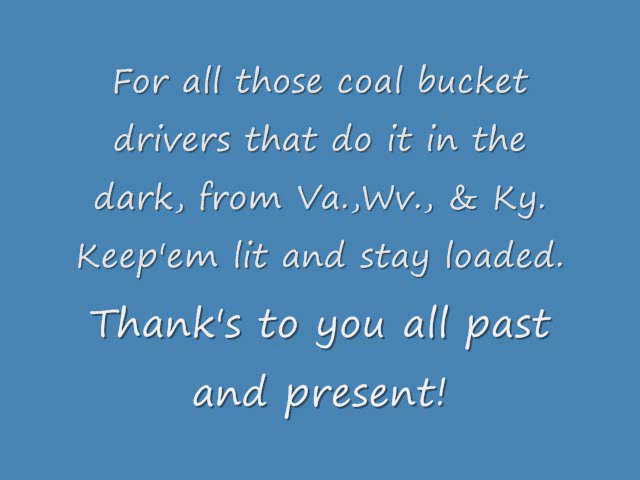 For all those coal bucket
drivers that do it in the
dark, from Va.,Wv., & Ky.
Keep'em lit and stay loaded.
Thank's to you all past
and present!